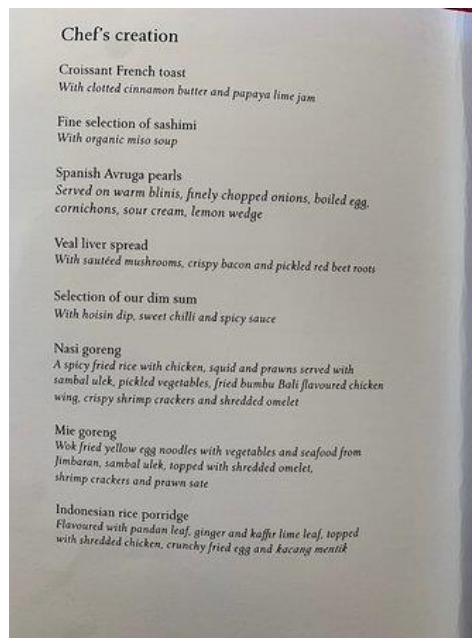 Chef's creation
Croissant French toast
With clotted cinnamon butter and papaya lime jam
Fine selection of sashimi
With organic miso soup
Spanish Avruga pearls
Served on warm blinis, finely chopped onions, boiled egg,
cornichons, sour cream, lemon wedge
Veal liver spread
With sautéed mushrooms, crispy bacon and pickled red beet roots
Selection of our dim sum
With hoisin dip, sweet chilli and spicy sauce
Nasi goreng
A spicy fried rice with chicken, squid and prawns served with
sambal ulek, pickled vegetables, fried bumbu Bali flavoured chicken
wing, crispy shrimp crackers and shredded omelet
Mie goreng
Wok fried yellow egg noodles with vegetables and seafood from
Jimbaran, sambal ulek, topped with shredded omelet,
shrimp crackers and prawn sate
Indonesian rice porridge
Flavoured with pandan leaf, ginger and kaffir lime leaf, topped
with shredded chicken, crunchy fried egg and kacang mentik